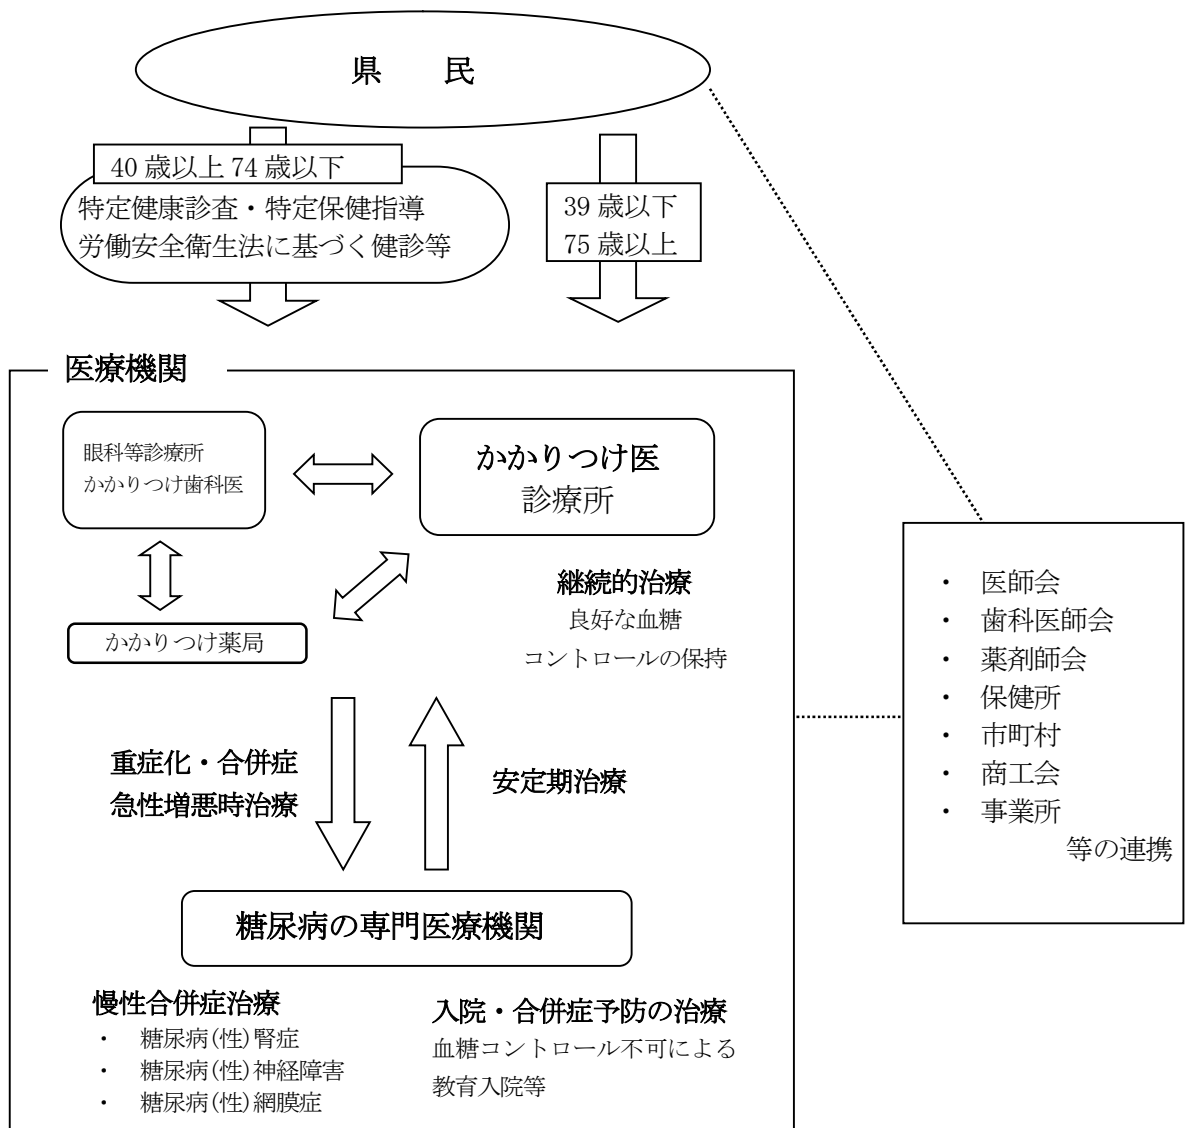 県　　民
40 歳以上 74 歳以下
特定健康診査・特定保健指導
労働安全衛生法に基づく健診等
39 歳以下
75 歳以上
医療機関
眼科等診療所
かかりつけ歯科医
かかりつけ医
診療所
継続的治療
良好な血糖
コントロールの保持
かかりつけ薬局
重症化・合併症
急性増悪時治療
安定期治療
糖尿病の専門医療機関
慢性合併症治療
・　糖尿病(性)腎症
・　糖尿病(性)神経障害
・　糖尿病(性)網膜症
入院・合併症予防の治療
血糖コントロール不可による
教育入院等
・　医師会
・　歯科医師会
・　薬剤師会
・　保健所
・　市町村
・　商工会
・　事業所
等の連携